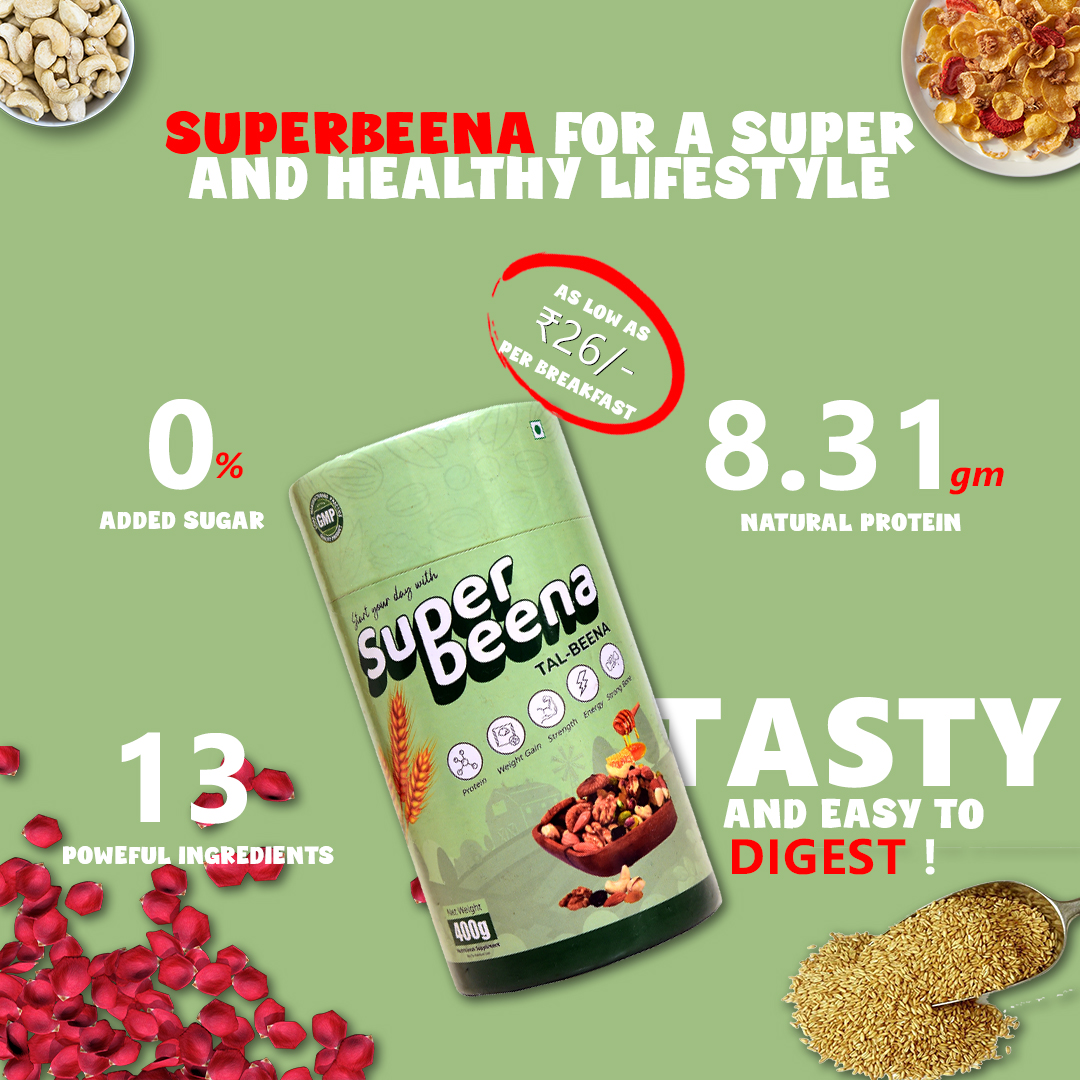 SUPERBEENA FOR A SUPER
AND HEALTHY LIFESTYLE
AS LOW AS
₹26/-
PER BREAKFAST
0%
ADDED SUGAR
8.31gm
NATURAL PROTEIN
GMP
Start your day with
super
beena
TAL-BEENA
Protein
Weight Gain
Strength
Energy
Strong Bone
13
POWEFUL INGREDIENTS
TASTY
AND EASY TO
DIGEST !
Net Weight
400g